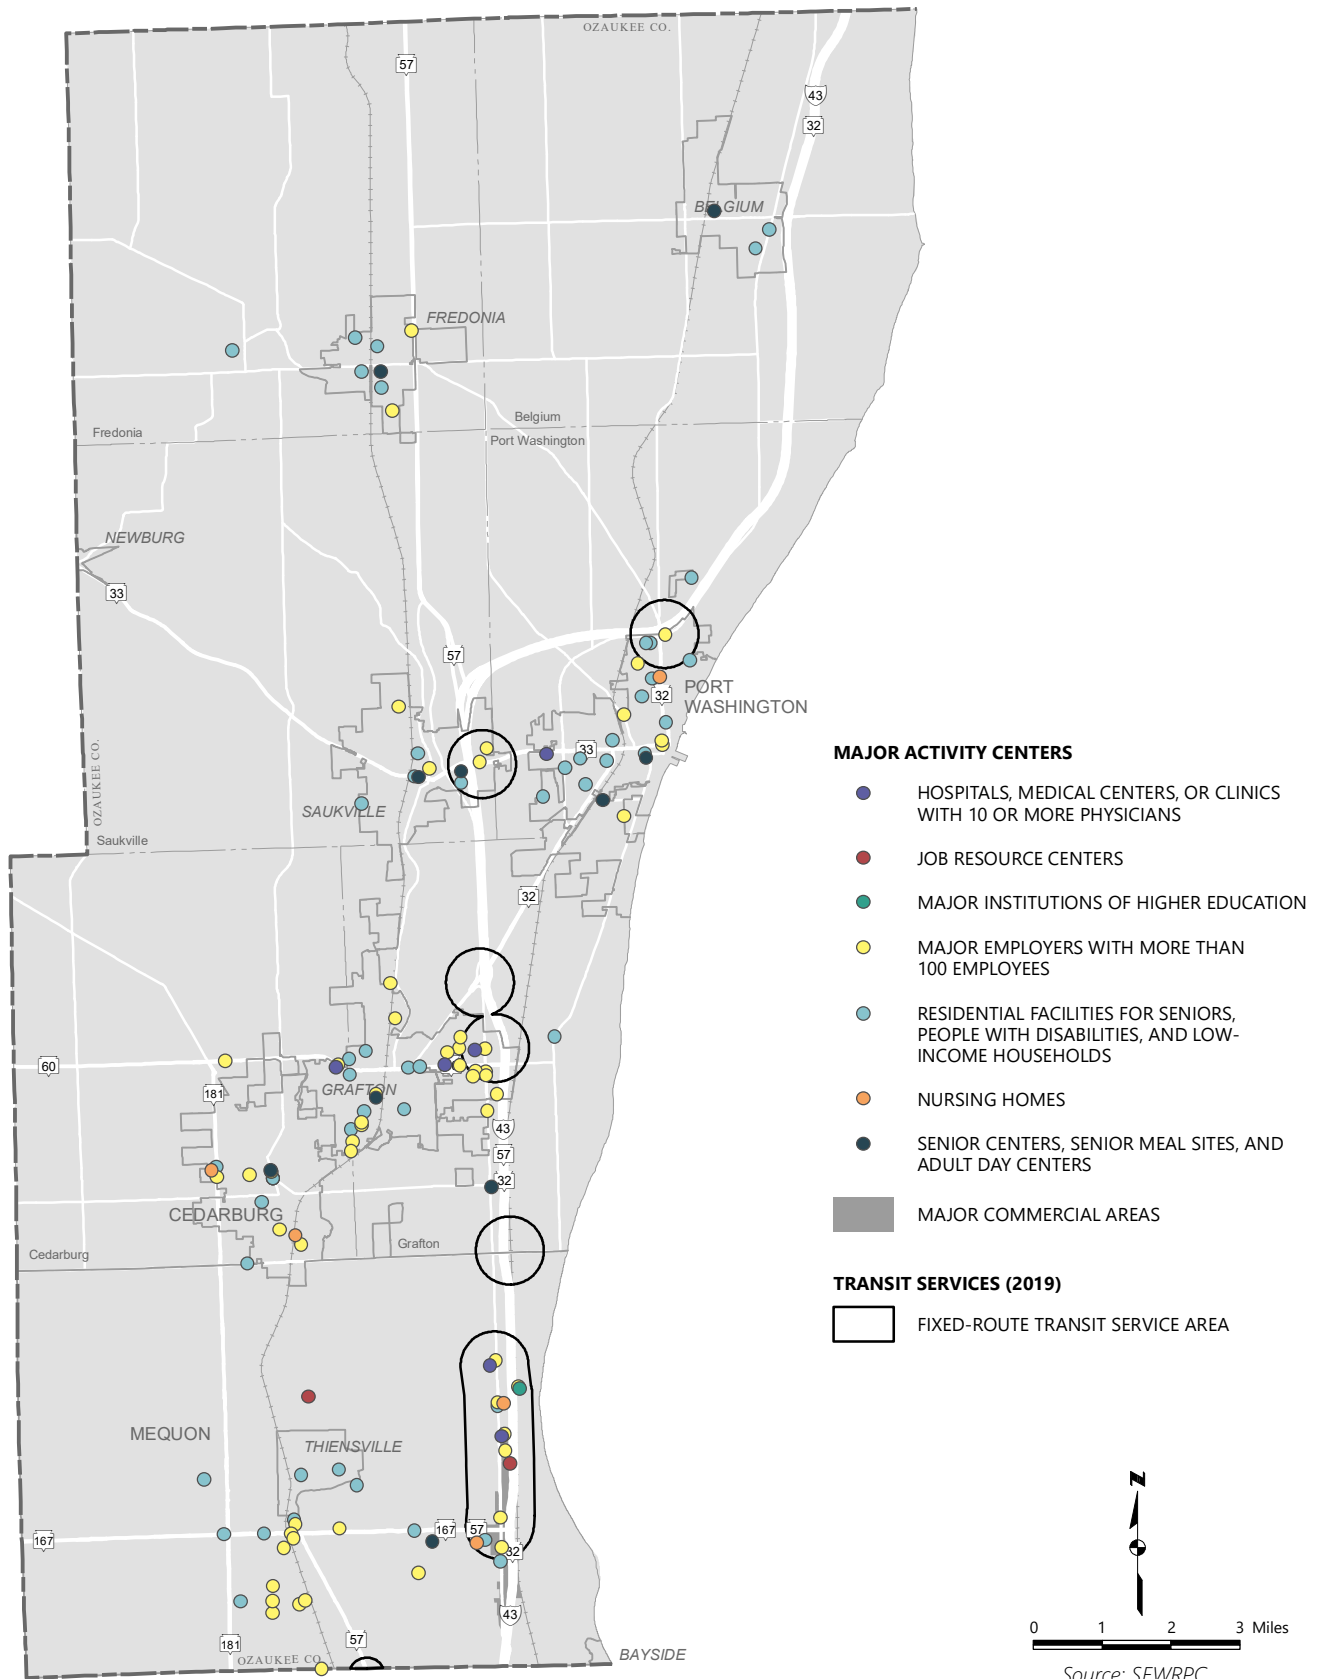 OZAUKEE CO.
57
43
32
BELGIUM
FREDONIA
Belgium
Fredonia
Port Washington
NEWBURG
33
57
PORT
WASHINGTON
32
33
OZAUKEE CO.
SAUKVILLE
Saukville
32
60
181
GRAFTON
43
57
32
CEDARBURG
Grafton
Cedarburg
MEQUON
THIENSVILLE
167
167
57
32
43
181
57
OZAUKEE CO.
BAYSIDE
MAJOR ACTIVITY CENTERS
HOSPITALS, MEDICAL CENTERS, OR CLINICS
WITH 10 OR MORE PHYSICIANS
JOB RESOURCE CENTERS
MAJOR INSTITUTIONS OF HIGHER EDUCATION
MAJOR EMPLOYERS WITH MORE THAN
100 EMPLOYEES
RESIDENTIAL FACILITIES FOR SENIORS,
PEOPLE WITH DISABILITIES, AND LOW-
INCOME HOUSEHOLDS
NURSING HOMES
SENIOR CENTERS, SENIOR MEAL SITES, AND
ADULT DAY CENTERS
MAJOR COMMERCIAL AREAS
TRANSIT SERVICES (2019)
FIXED-ROUTE TRANSIT SERVICE AREA
Z
0 1 2 3 Miles
Source: SEWRPC